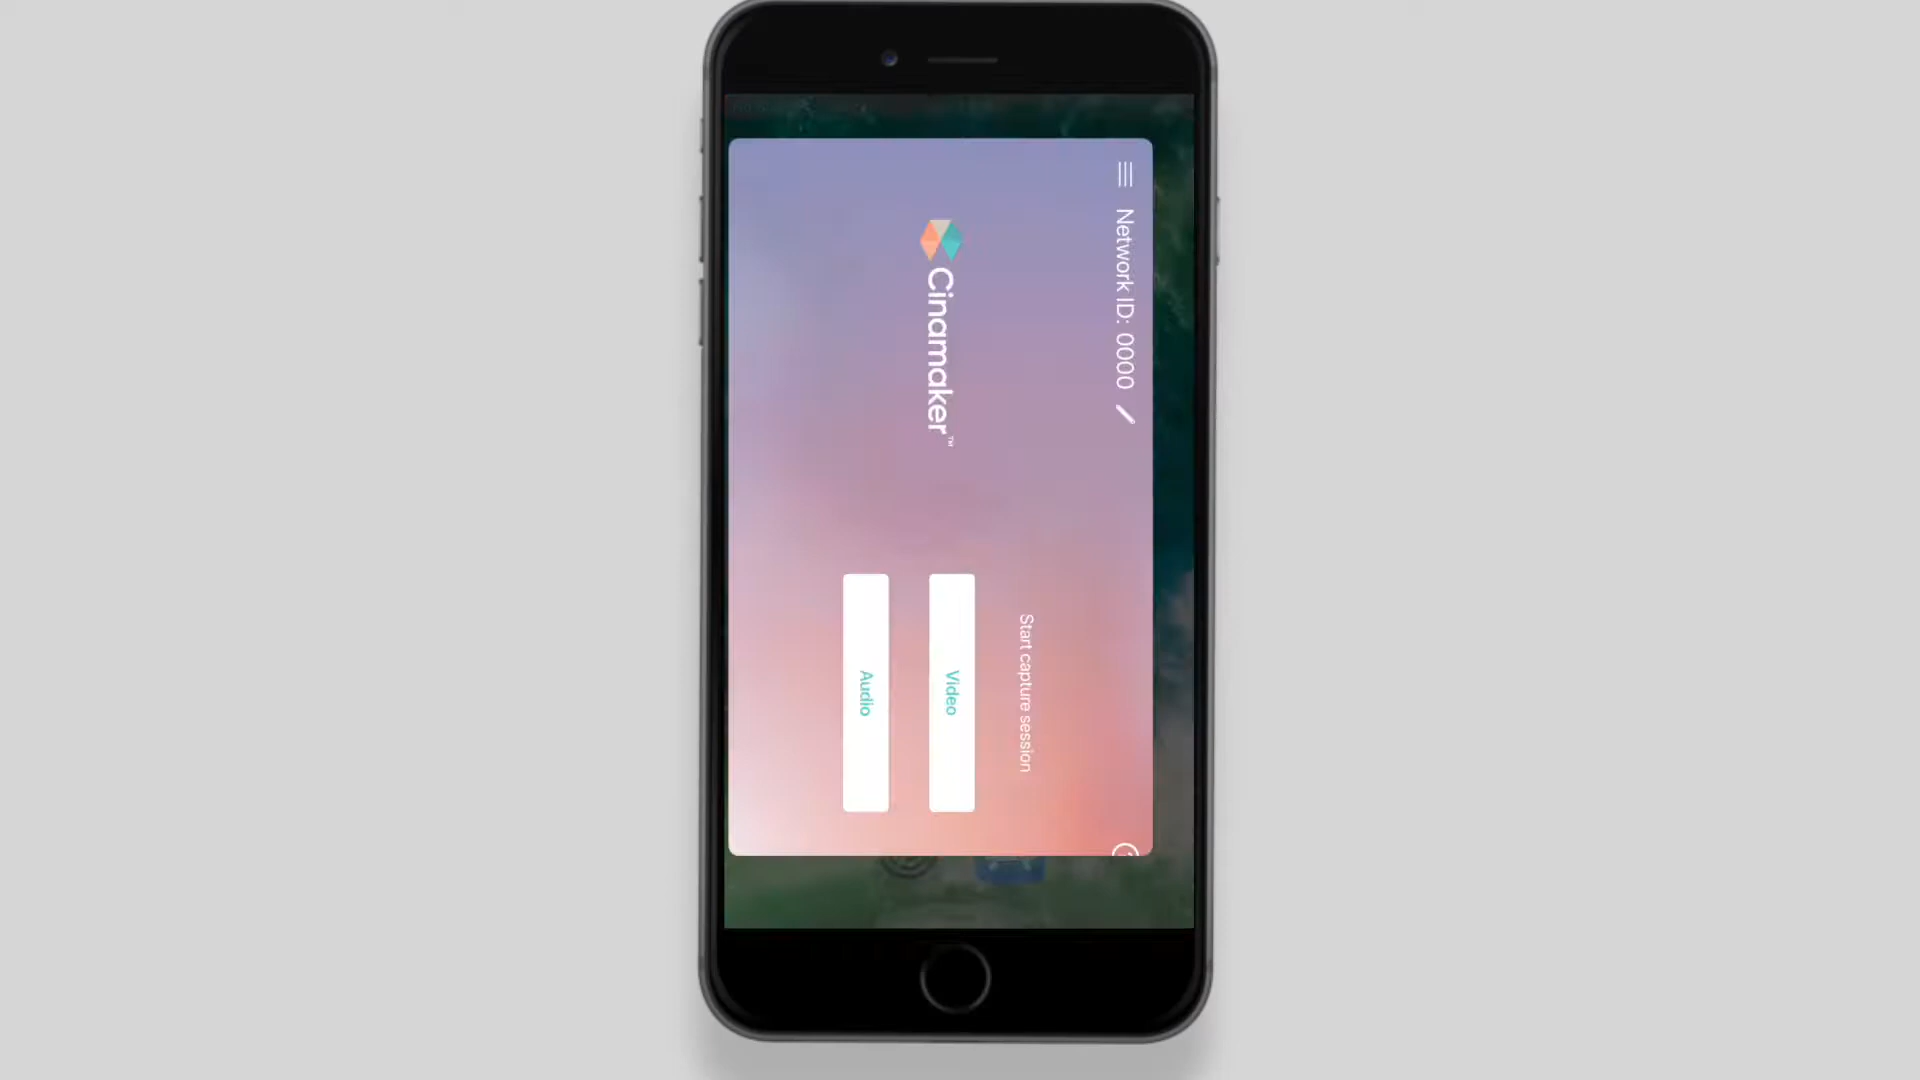 Network ID: 0000
Cinamaker™
Start capture session
Video
Audio